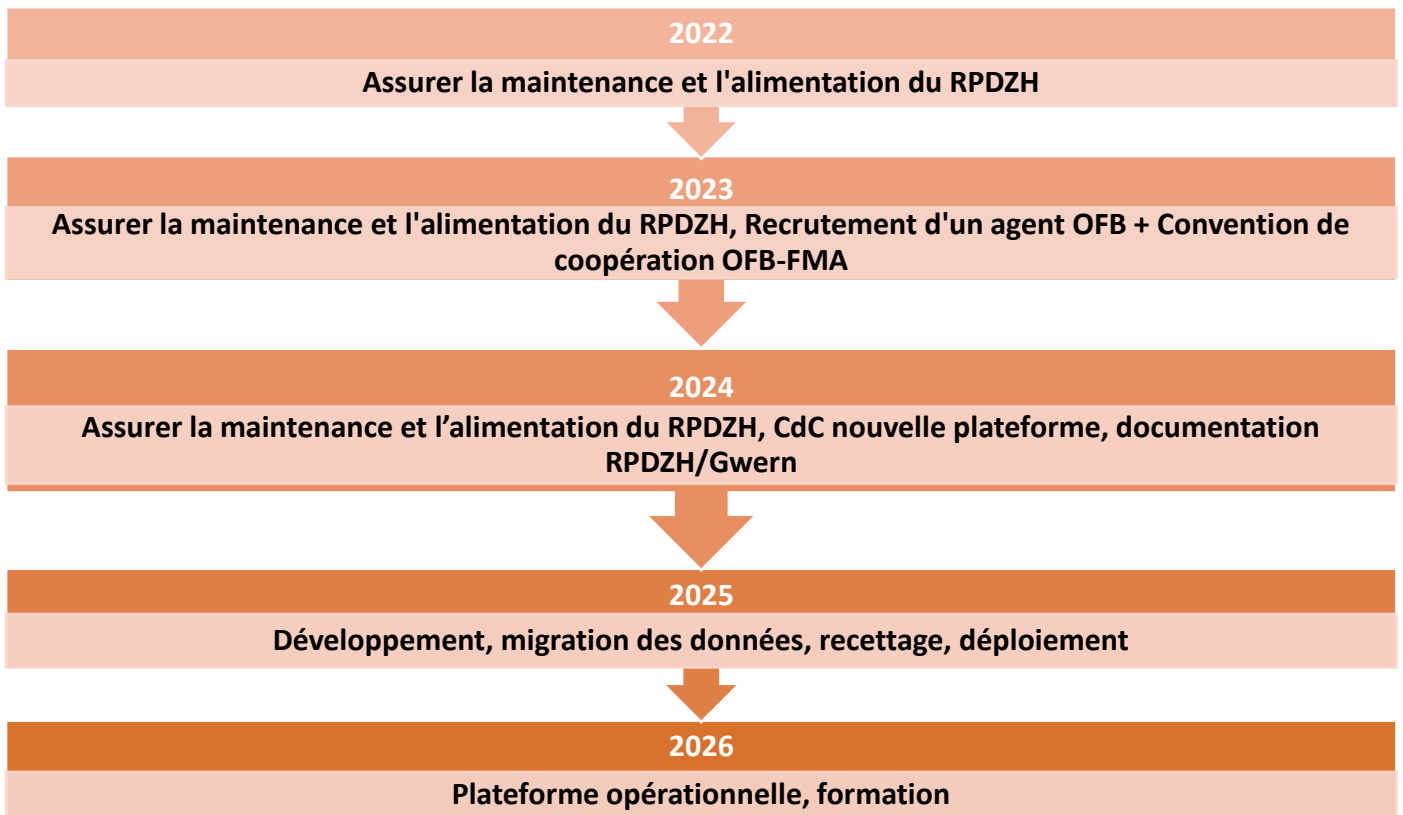 2022
Assurer la maintenance et l'alimentation du RPDZH
2023
Assurer la maintenance et l'alimentation du RPDZH, Recrutement d'un agent OFB + Convention de
coopération OFB-FMA
2024
Assurer la maintenance et l’alimentation du RPDZH, CdC nouvelle plateforme, documentation
RPDZH/Gwern
2025
Développement, migration des données, recettage, déploiement
2026
Plateforme opérationnelle, formation